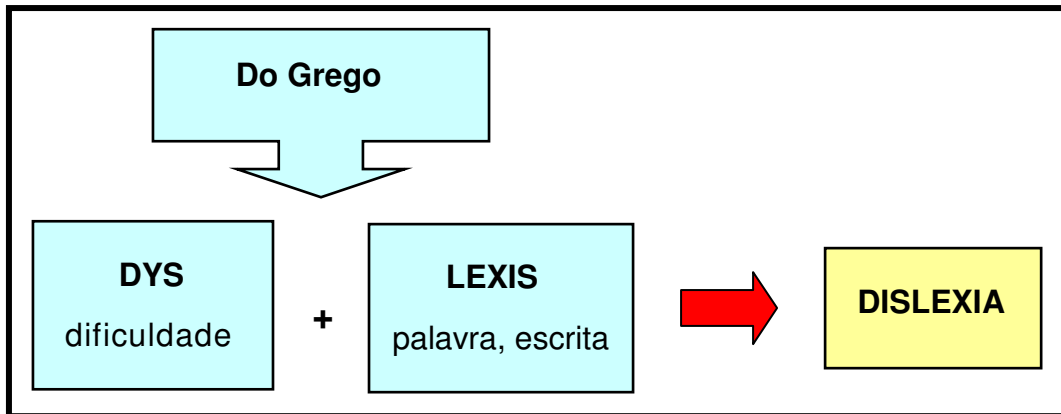 Do Grego
DYS
dificuldade
+
LEXIS
palavra, escrita
DISLEXIA